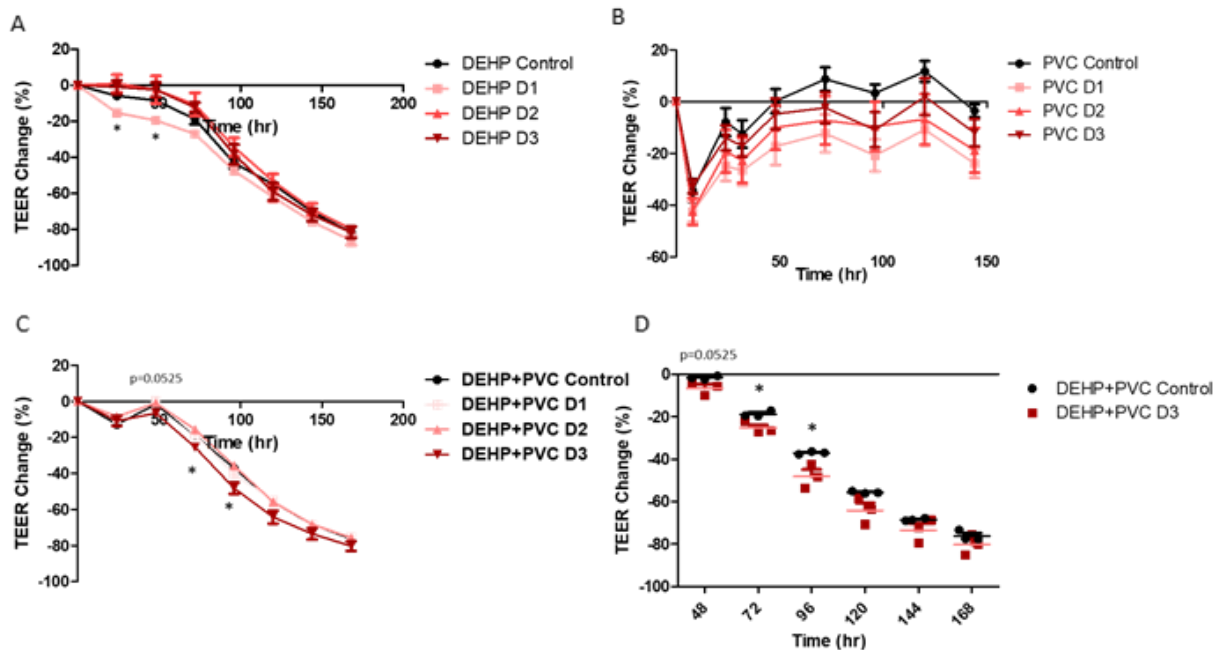 A
20
0
-20
-40
-60
-80
-100
50
100
150
200
Time (hr)
TEER Change (%)
*
*
DEHP Control
DEHP D1
DEHP D2
DEHP D3
B
20
0
-20
-40
-60
50
100
150
Time (hr)
TEER Change (%)
PVC Control
PVC D1
PVC D2
PVC D3
C
20
0
-20
-40
-60
-80
-100
p=0.0525
50
100
150
200
Time (hr)
TEER Change (%)
*
*
DEHP+PVC Control
DEHP+PVC D1
DEHP+PVC D2
DEHP+PVC D3
D
p=0.0525
0
-20
-40
-60
-80
-100
*
*
48
72
96
120
144
168
Time (hr)
TEER Change (%)
DEHP+PVC Control
DEHP+PVC D3